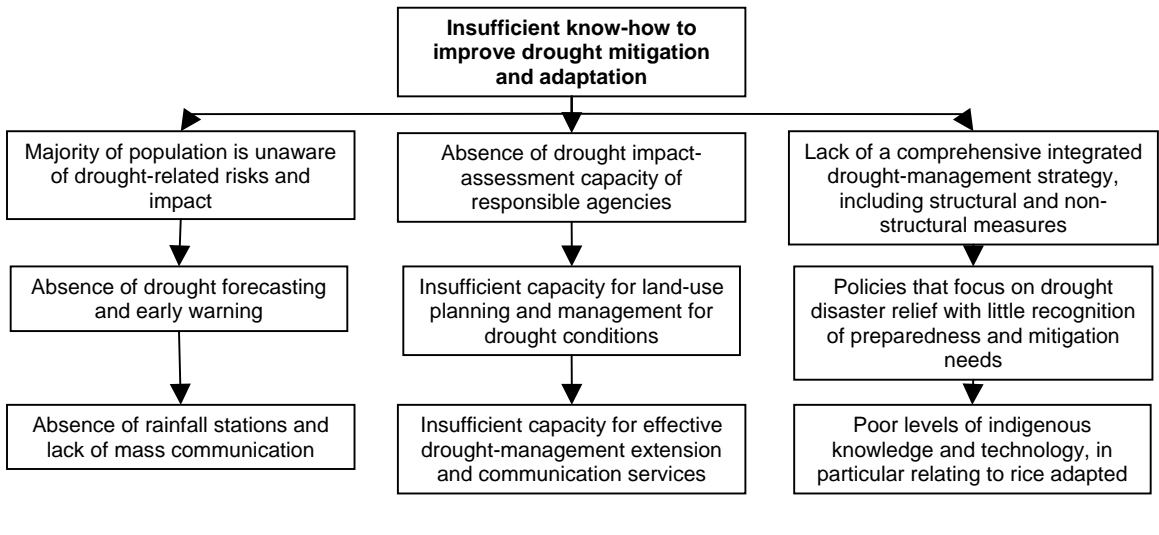 Insufficient know-how to
improve drought mitigation
and adaptation
Majority of population is unaware
of drought-related risks and
impact
Absence of drought impact-
assessment capacity of
responsible agencies
Lack of a comprehensive integrated
drought-management strategy,
including structural and non-
structural measures
Absence of drought forecasting
and early warning
Insufficient capacity for land-use
planning and management for
drought conditions
Policies that focus on drought
disaster relief with little recognition
of preparedness and mitigation
needs
Absence of rainfall stations and
lack of mass communication
Insufficient capacity for effective
drought-management extension
and communication services
Poor levels of indigenous
knowledge and technology, in
particular relating to rice adapted